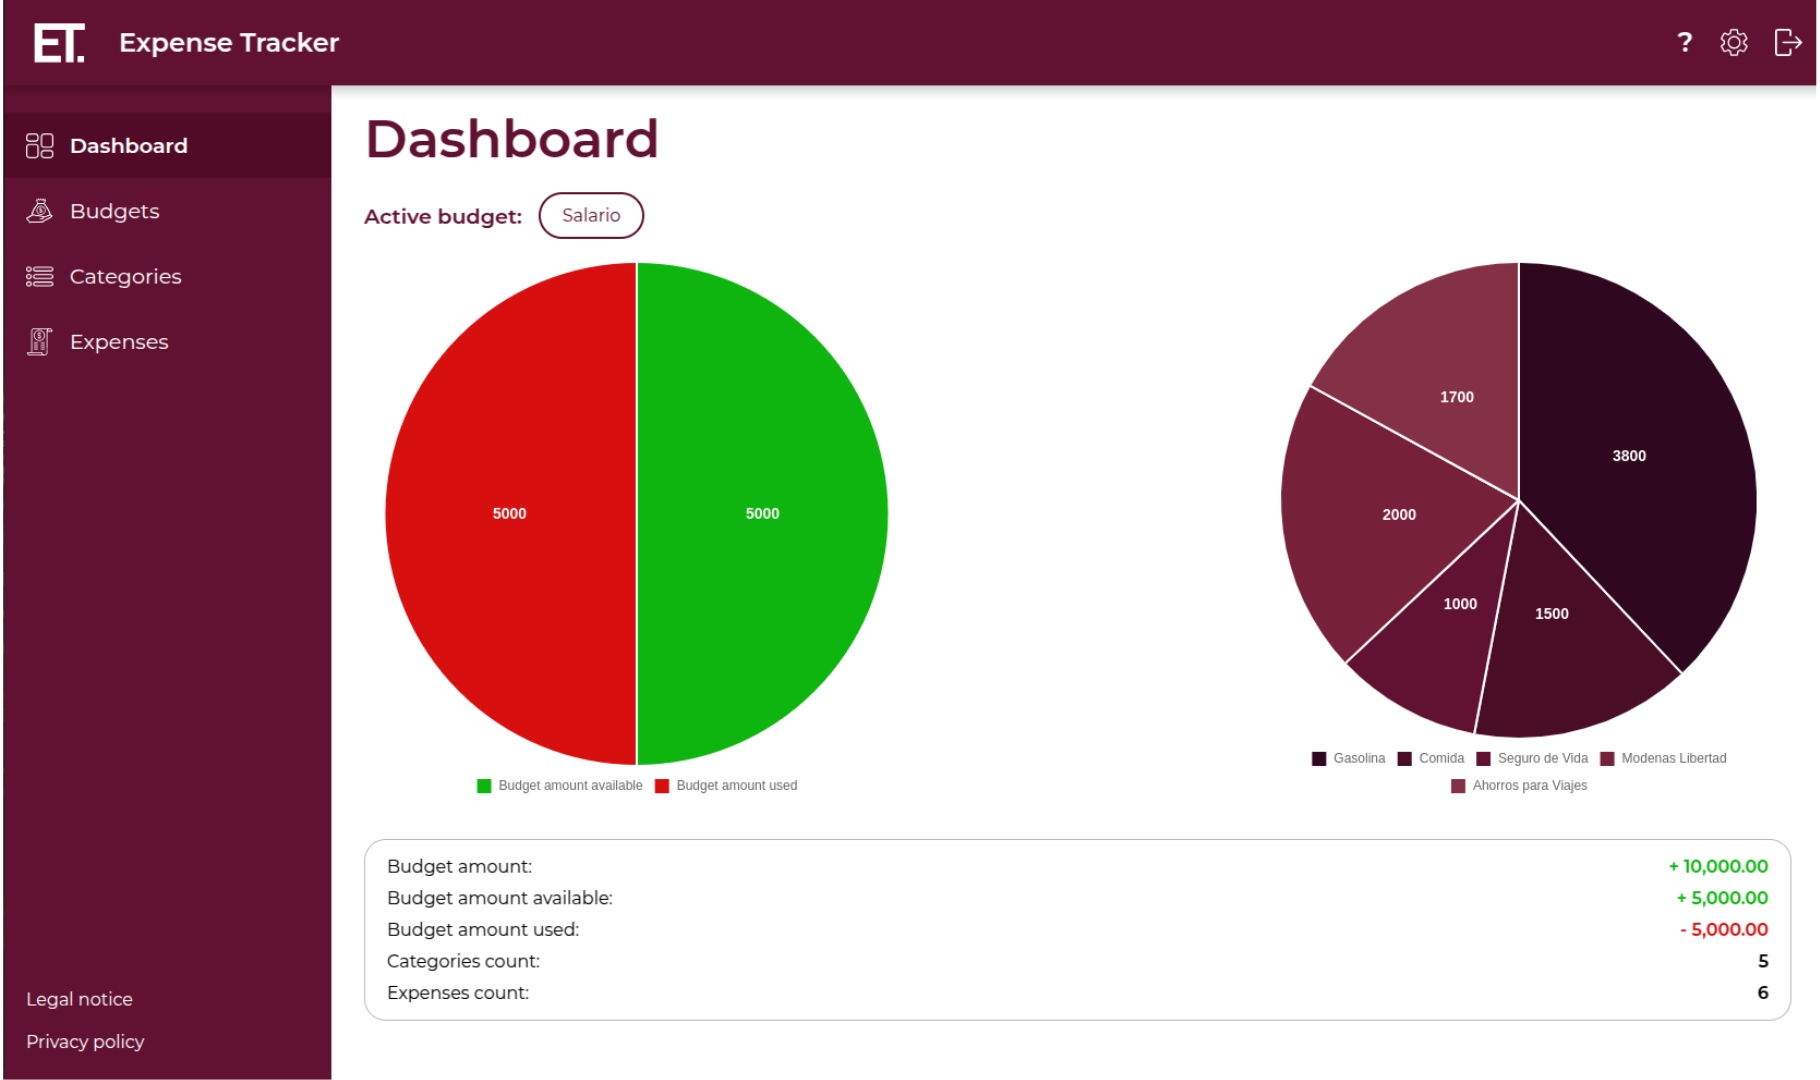 ET. Expense Tracker ?
Dashboard
Budgets
Categories
Expenses
Legal notice
Privacy policy
Dashboard
Active budget: Salario
5000 5000
Budget amount available Budget amount used
1700
3800
2000
1000
1500
Gasolina Comida Seguro de Vida Modenas Libertad
Ahorros para Viajes
Budget amount: + 10,000.00
Budget amount available: + 5,000.00
Budget amount used: - 5,000.00
Categories count: 5
Expenses count: 6